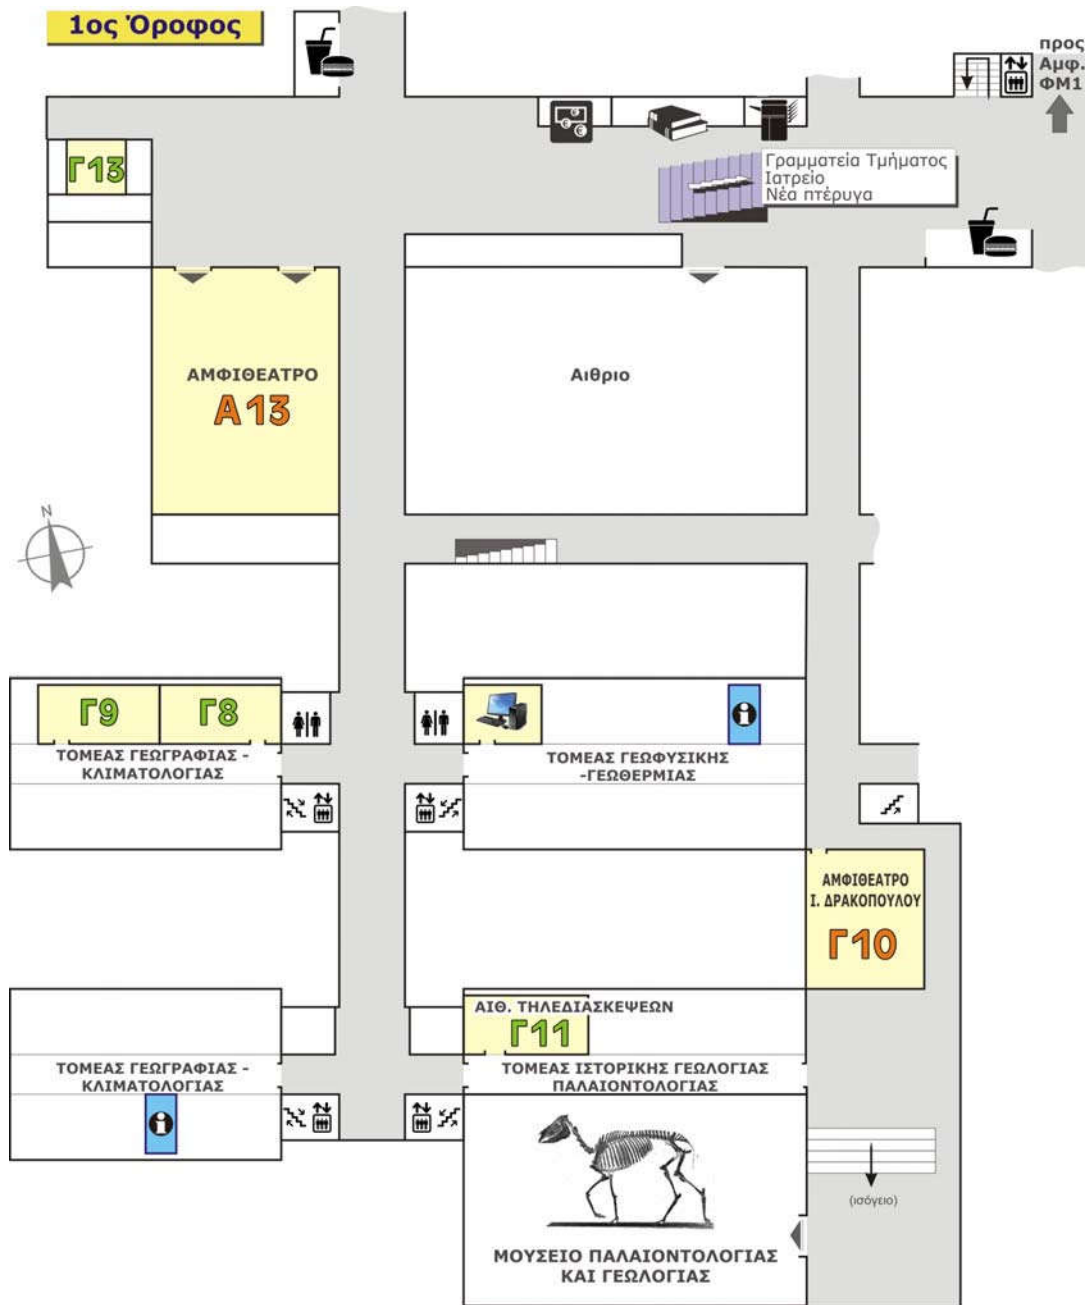 1ος Όροφος
προς
Αμφ.
ΦΜ1
Γραμματεία Τμήματος
Ιατρείο
Νέα πτέρυγα
Γ13
ΑΜΦΙΘΕΑΤΡΟ
Α13
Αιθριο
N
Γ9
Γ8
ΤΟΜΕΑΣ ΓΕΩΓΡΑΦΙΑΣ -
ΚΛΙΜΑΤΟΛΟΓΙΑΣ
ΤΟΜΕΑΣ ΓΕΩΦΥΣΙΚΗΣ
-ΓΕΩΘΕΡΜΙΑΣ
ΑΜΦΙΘΕΑΤΡΟ
Ι. ΔΡΑΚΟΠΟΥΛΟΥ
Γ10
ΑΙΘ. ΤΗΛΕΔΙΑΣΚΕΨΕΩΝ
Γ11
ΤΟΜΕΑΣ ΓΕΩΓΡΑΦΙΑΣ -
ΚΛΙΜΑΤΟΛΟΓΙΑΣ
ΤΟΜΕΑΣ ΙΣΤΟΡΙΚΗΣ ΓΕΩΛΟΓΙΑΣ
ΠΑΛΑΙΟΝΤΟΛΟΓΙΑΣ
(ισόγειο)
ΜΟΥΣΕΙΟ ΠΑΛΑΙΟΝΤΟΛΟΓΙΑΣ
ΚΑΙ ΓΕΩΛΟΓΙΑΣ